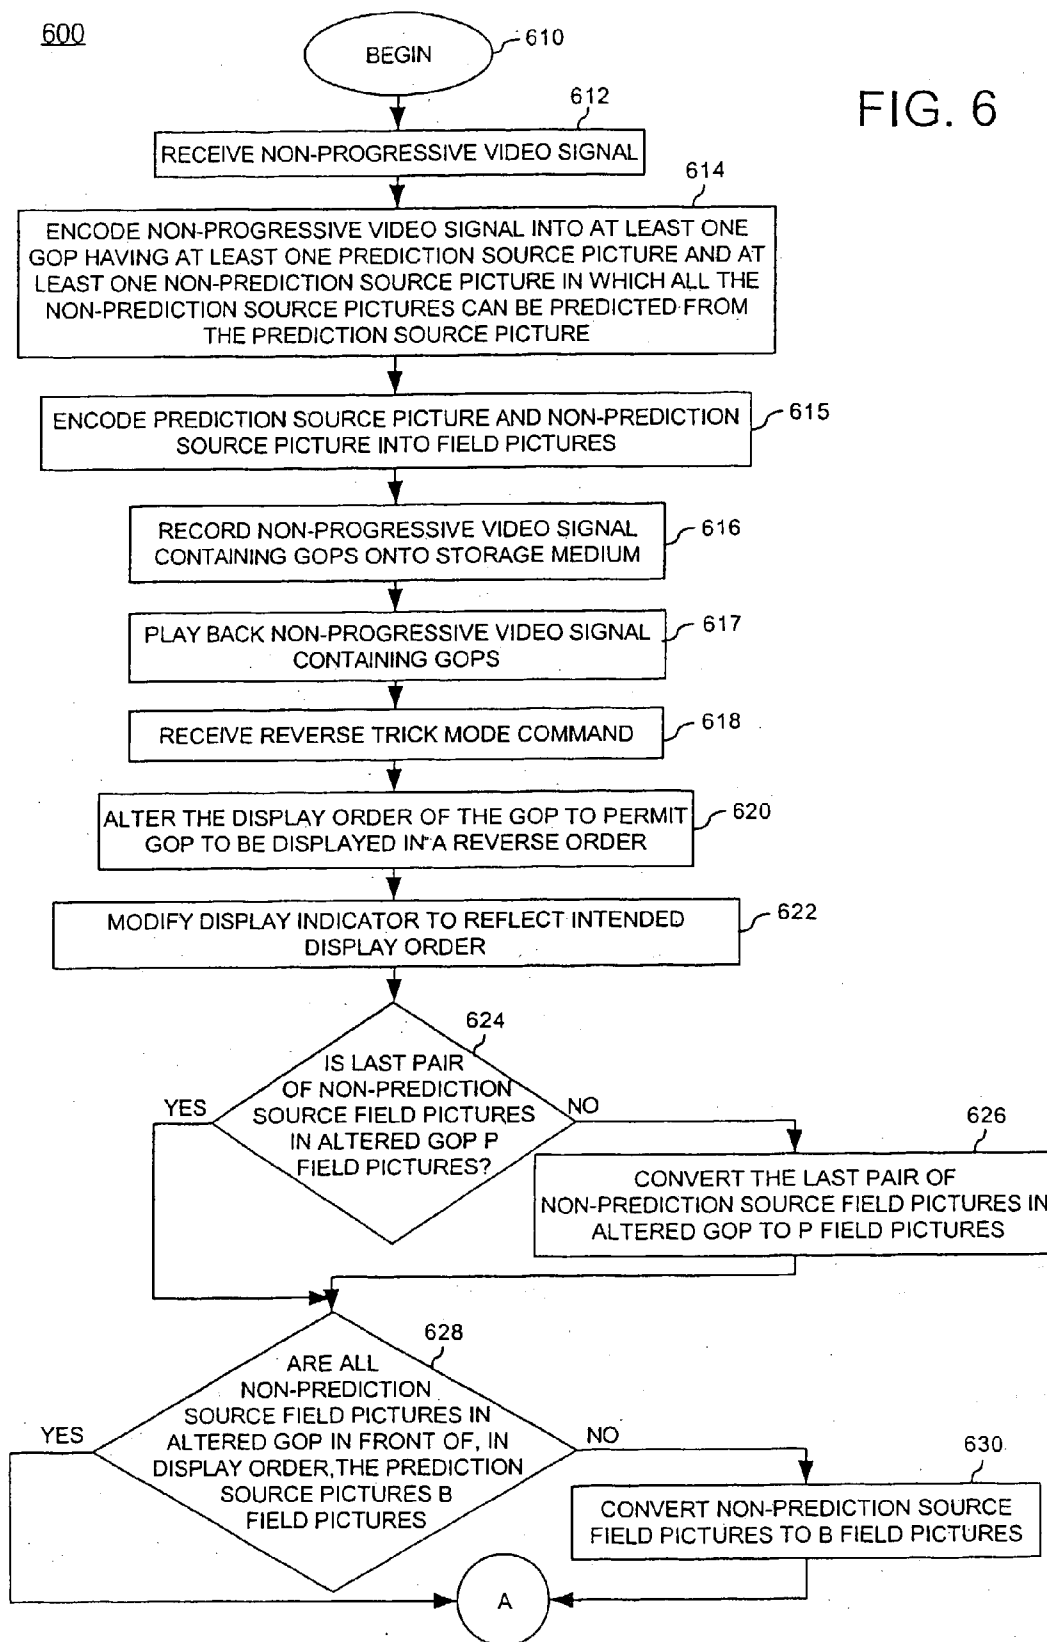 600
BEGIN
610
FIG. 6
612
RECEIVE NON-PROGRESSIVE VIDEO SIGNAL
614
ENCODE NON-PROGRESSIVE VIDEO SIGNAL INTO AT LEAST ONE
GOP HAVING AT LEAST ONE PREDICTION SOURCE PICTURE AND AT
LEAST ONE NON-PREDICTION SOURCE PICTURE IN WHICH ALL THE
NON-PREDICTION SOURCE PICTURES CAN BE PREDICTED FROM
THE PREDICTION SOURCE PICTURE
ENCODE PREDICTION SOURCE PICTURE AND NON-PREDICTION
SOURCE PICTURE INTO FIELD PICTURES
615
RECORD NON-PROGRESSIVE VIDEO SIGNAL
CONTAINING GOPS ONTO STORAGE MEDIUM
616
PLAY BACK NON-PROGRESSIVE VIDEO SIGNAL
CONTAINING GOPS
617
RECEIVE REVERSE TRICK MODE COMMAND
618
ALTER THE DISPLAY ORDER OF THE GOP TO PERMIT
GOP TO BE DISPLAYED IN A REVERSE ORDER
620
MODIFY DISPLAY INDICATOR TO REFLECT INTENDED
DISPLAY ORDER
622
624
IS LAST PAIR
OF NON-PREDICTION
SOURCE FIELD PICTURES
IN ALTERED GOP P
FIELD PICTURES?
YES
NO
626
CONVERT THE LAST PAIR OF
NON-PREDICTION SOURCE FIELD PICTURES IN
ALTERED GOP TO P FIELD PICTURES
628
ARE ALL
NON-PREDICTION
SOURCE FIELD PICTURES IN
ALTERED GOP IN FRONT OF, IN
DISPLAY ORDER, THE PREDICTION
SOURCE PICTURES B
FIELD PICTURES
YES
NO
630
CONVERT NON-PREDICTION SOURCE
FIELD PICTURES TO B FIELD PICTURES
A